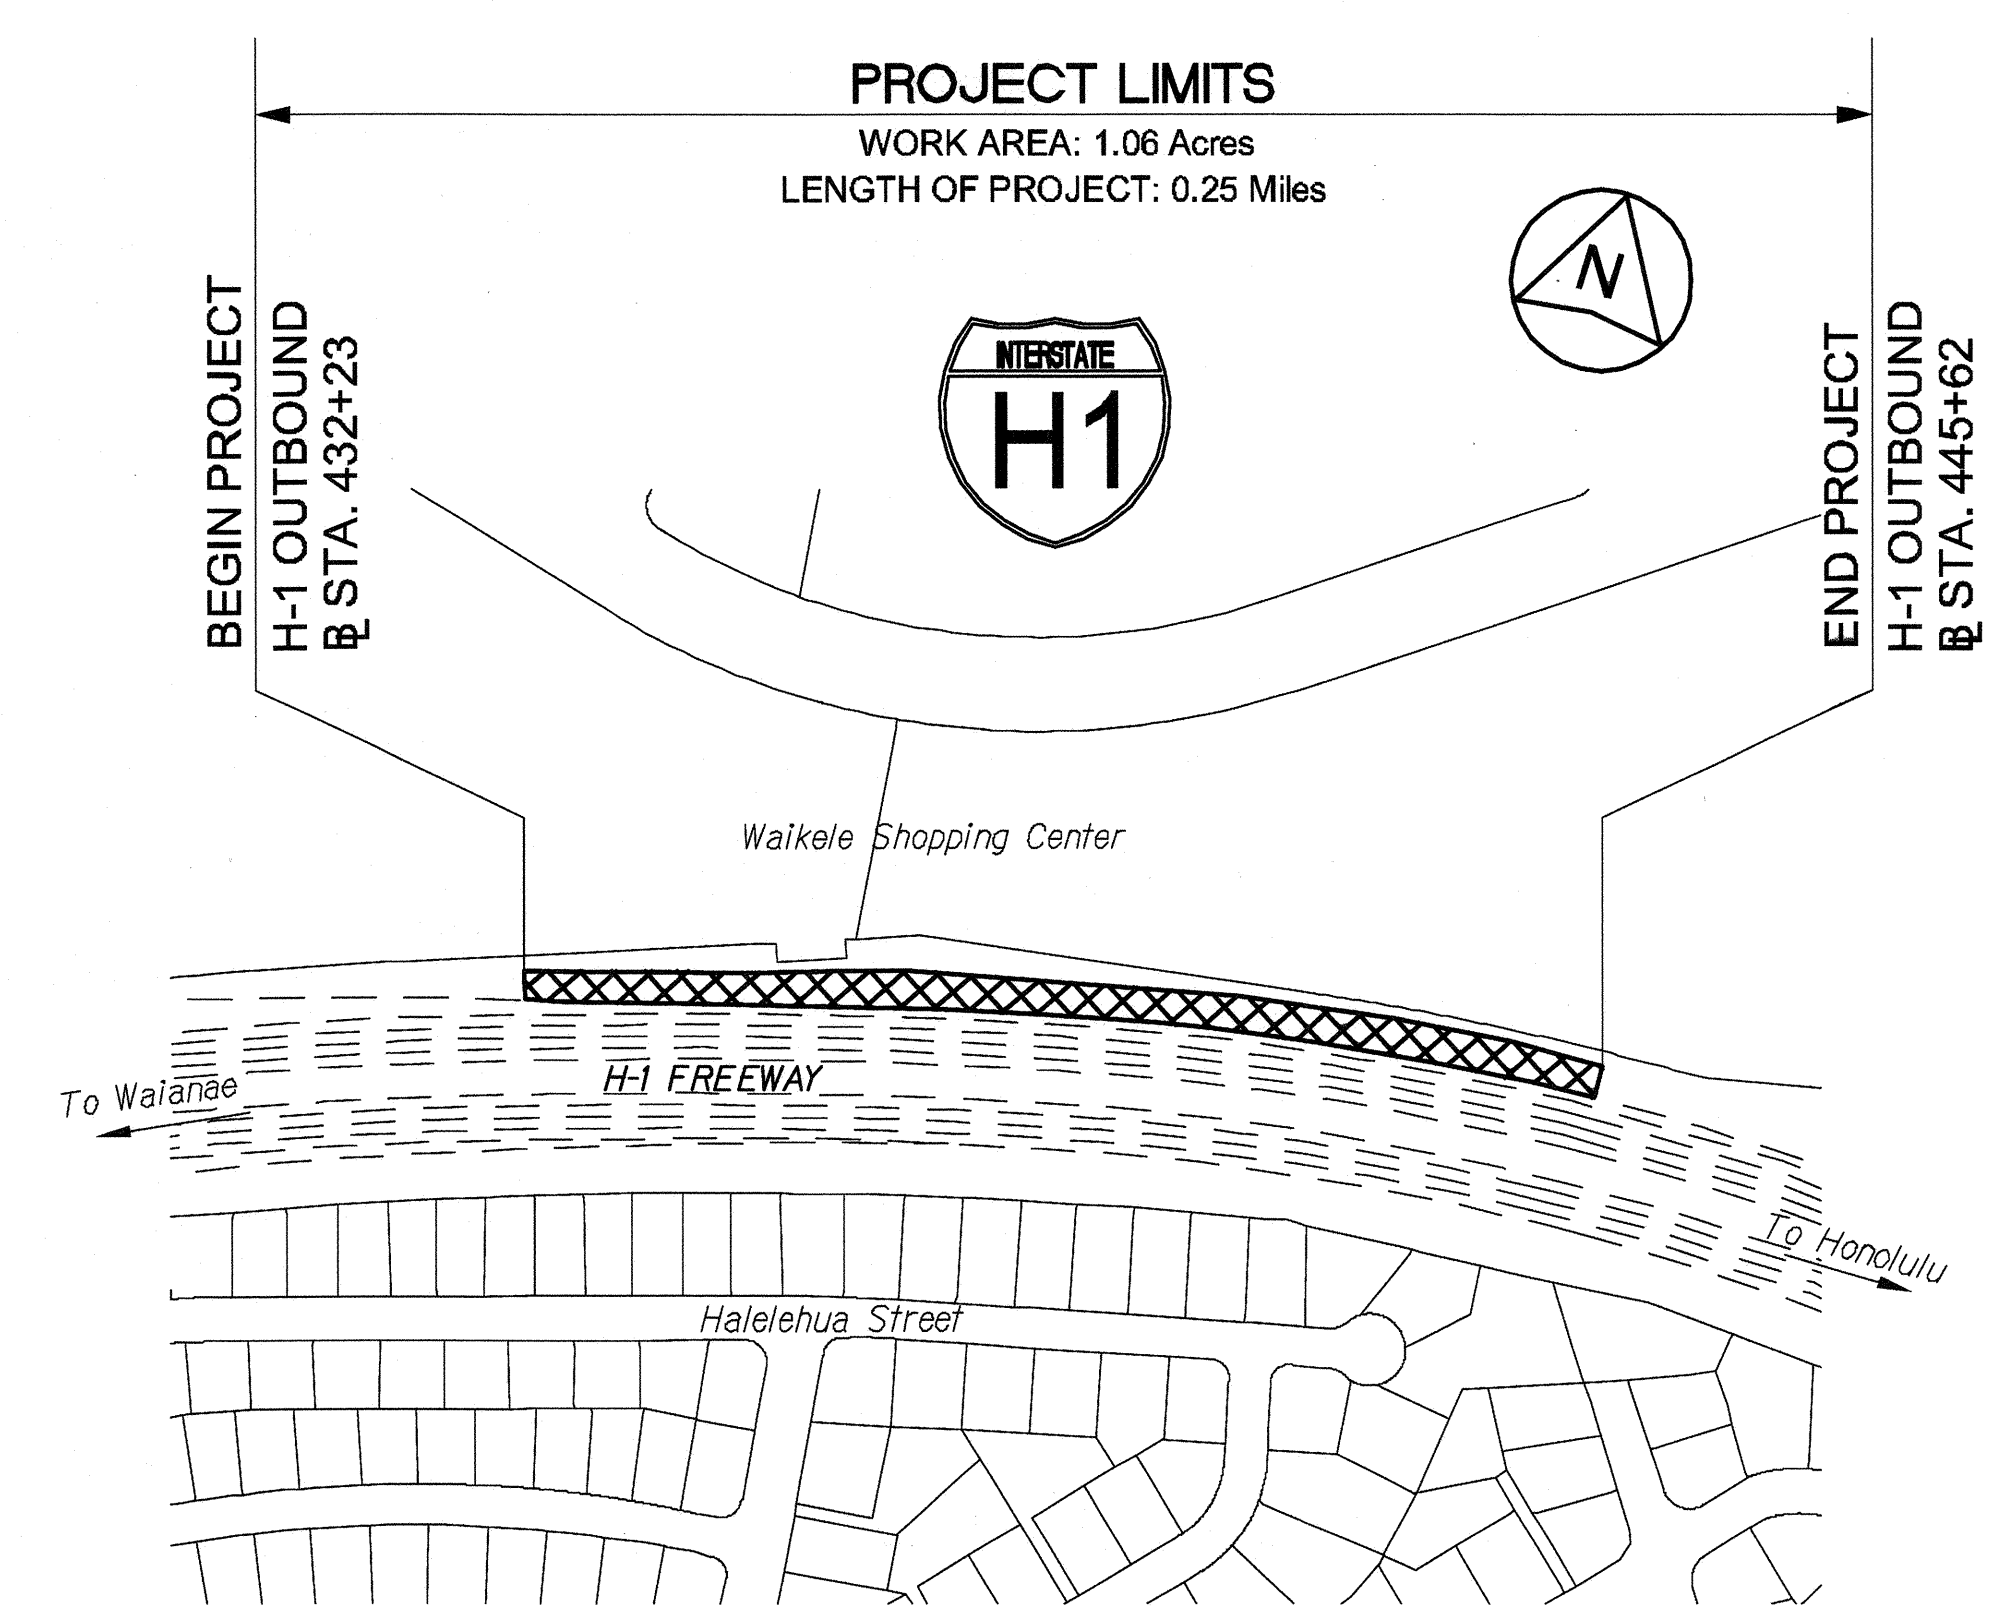 PROJECT LIMITS
WORK AREA: 1.06 Acres
LENGTH OF PROJECT: 0.25 Miles
N
INTERSTATE
H1
BEGIN PROJECT
H-1 OUTBOUND
BL STA. 432+23
END PROJECT
H-1 OUTBOUND
BL STA. 445+62
Waikele Shopping Center
H-1 FREEWAY
To Waianae
To Honolulu
Halelehua Street